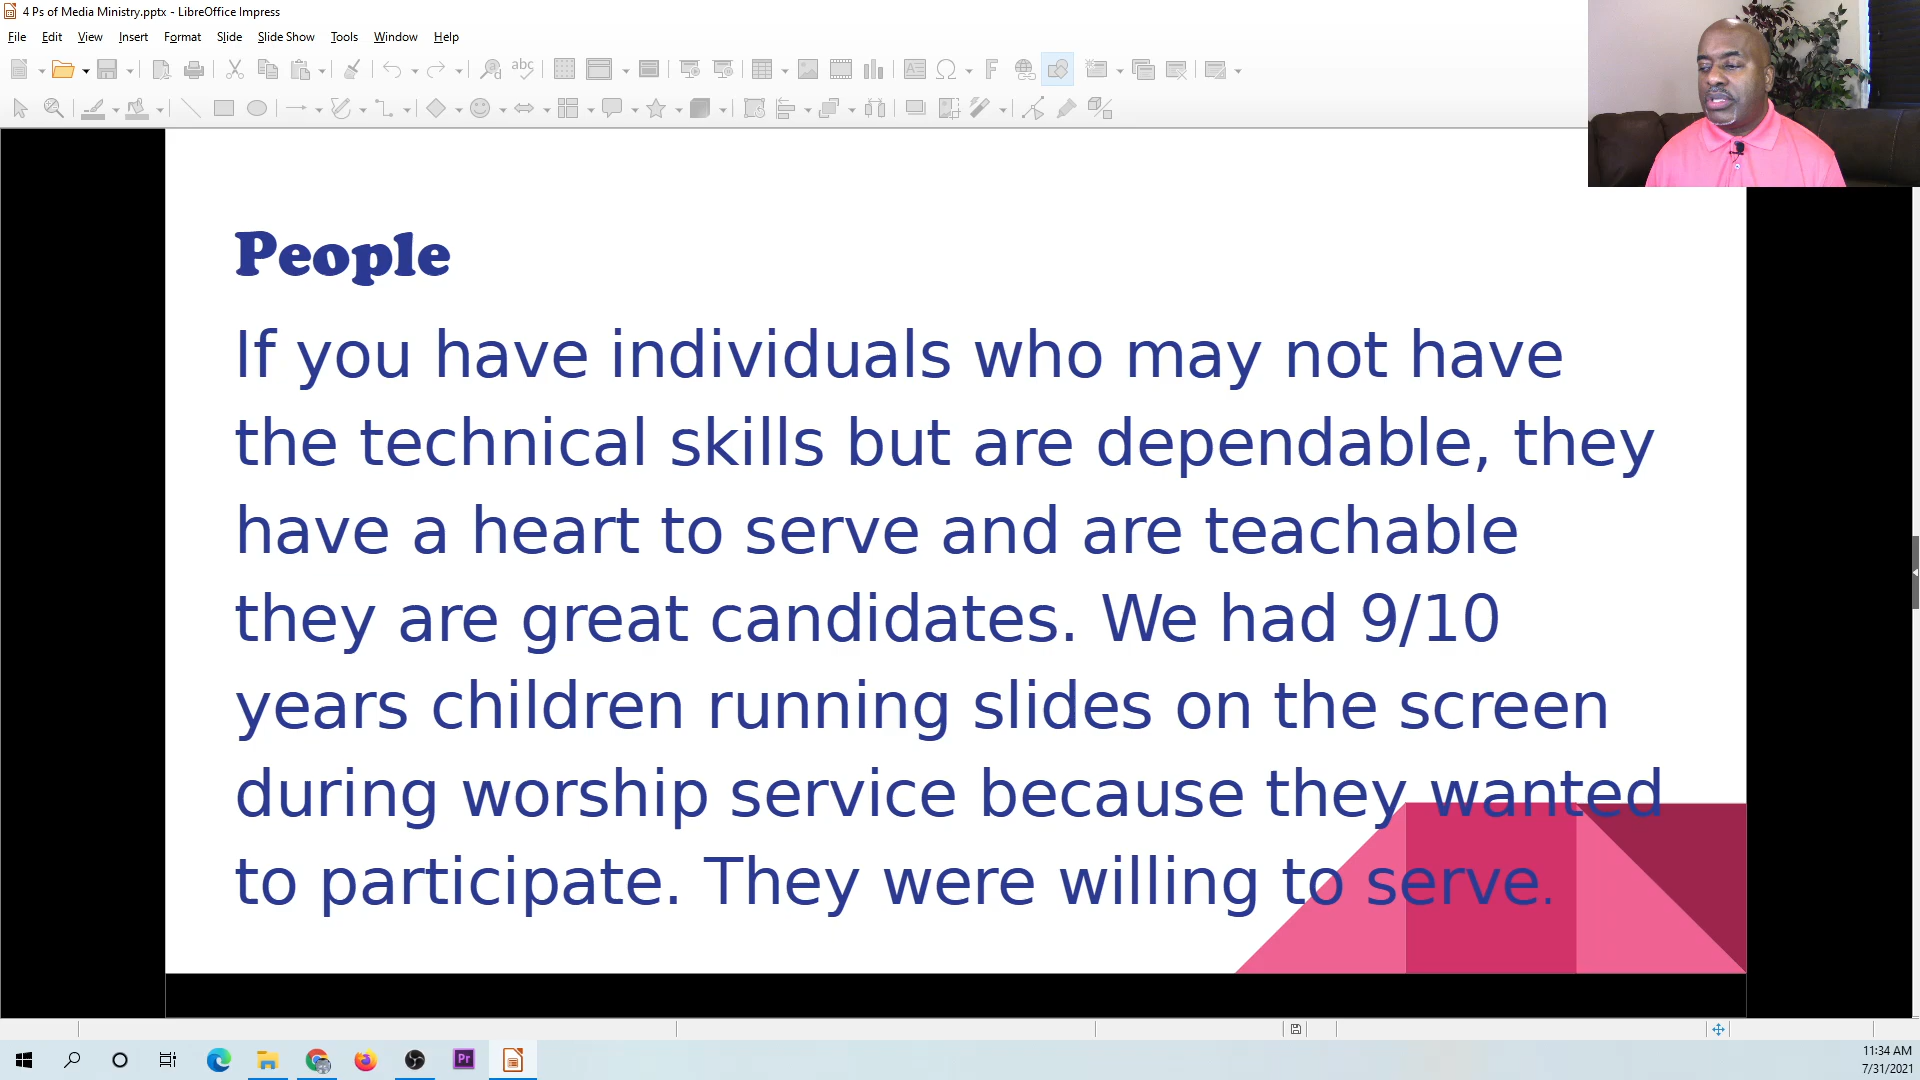 4 Ps of Media Ministry.pptx - LibreOffice Impress
File Edit View Insert Format Slide Slide Show Tools Window Help
abc
People
If you have individuals who may not have
the technical skills but are dependable, they
have a heart to serve and are teachable
they are great candidates. We had 9/10
years children running slides on the screen
during worship service because they wanted
to participate. They were willing to serve.
Pr
11:34 AM
7/31/2021